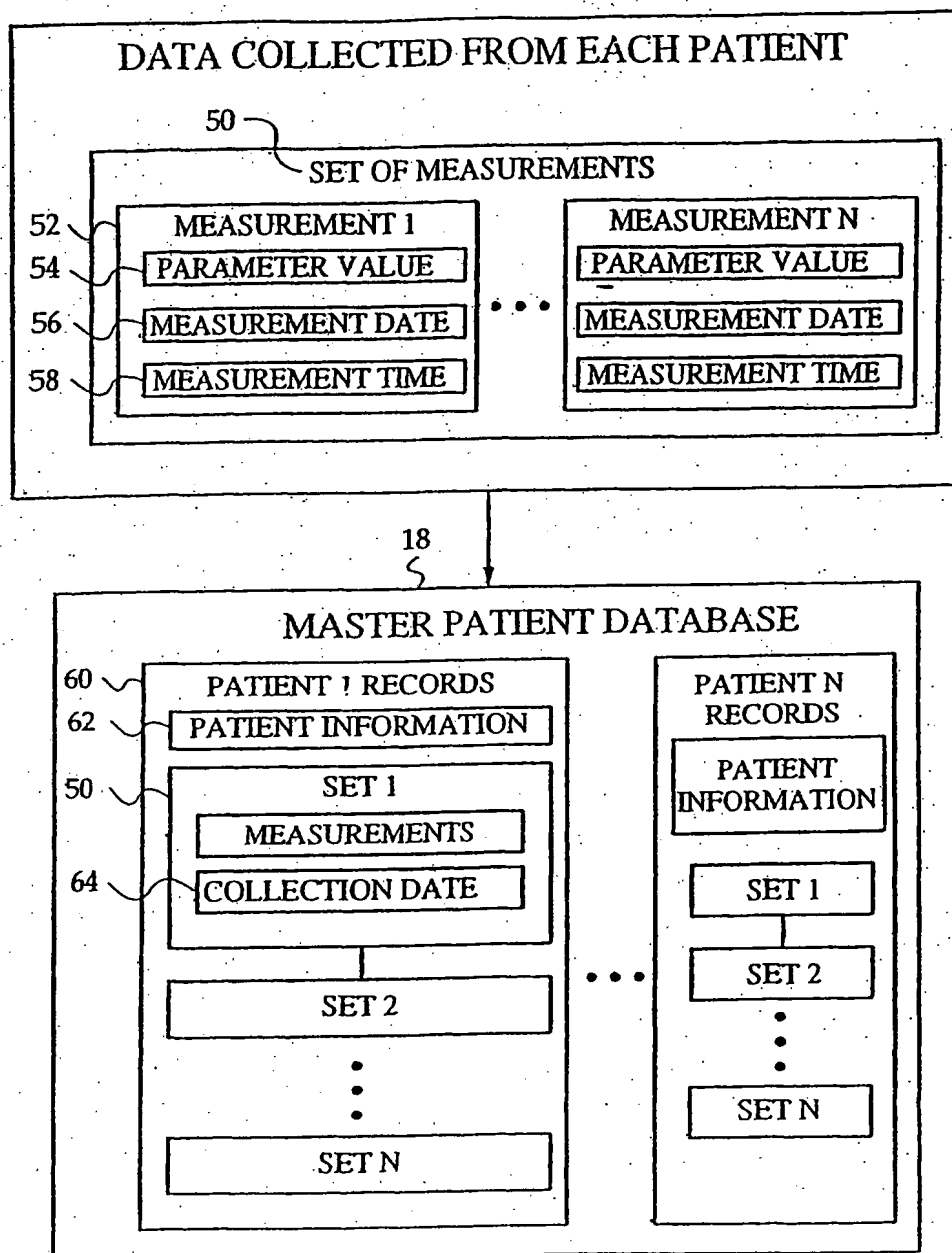 DATA COLLECTED FROM EACH PATIENT
50
SET OF MEASUREMENTS
52
MEASUREMENT 1
54
PARAMETER VALUE
56
MEASUREMENT DATE
58
MEASUREMENT TIME
MEASUREMENT N
PARAMETER VALUE
MEASUREMENT DATE
MEASUREMENT TIME
18
MASTER PATIENT DATABASE
60
PATIENT 1 RECORDS
62
PATIENT INFORMATION
50
SET 1
MEASUREMENTS
64
COLLECTION DATE
SET 2
SET N
PATIENT N
RECORDS
PATIENT
INFORMATION
SET 1
SET 2
SET N